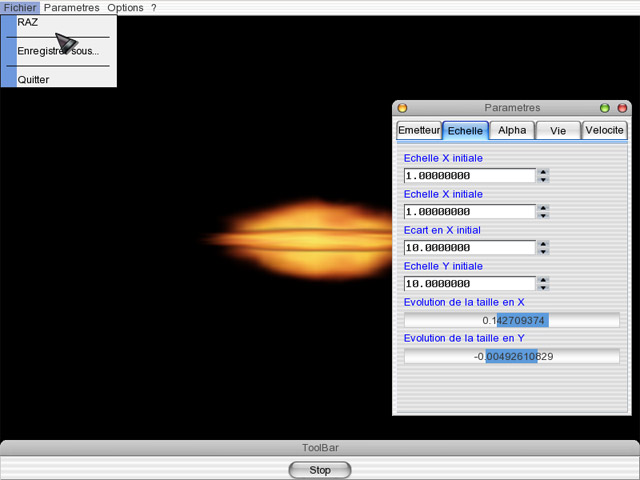 Fichier Parametres Options ?
RAZ
Enregistrer sous...
Quitter
Parametres
Emetteur Echelle Alpha Vie Velocite
Echelle X initiale
1.00000000
Echelle X initiale
1.00000000
Ecart en X initial
10.0000000
Echelle Y initiale
10.0000000
Evolution de la taille en X
0.142709374
Evolution de la taille en Y
-0.00492610829
ToolBar
Stop